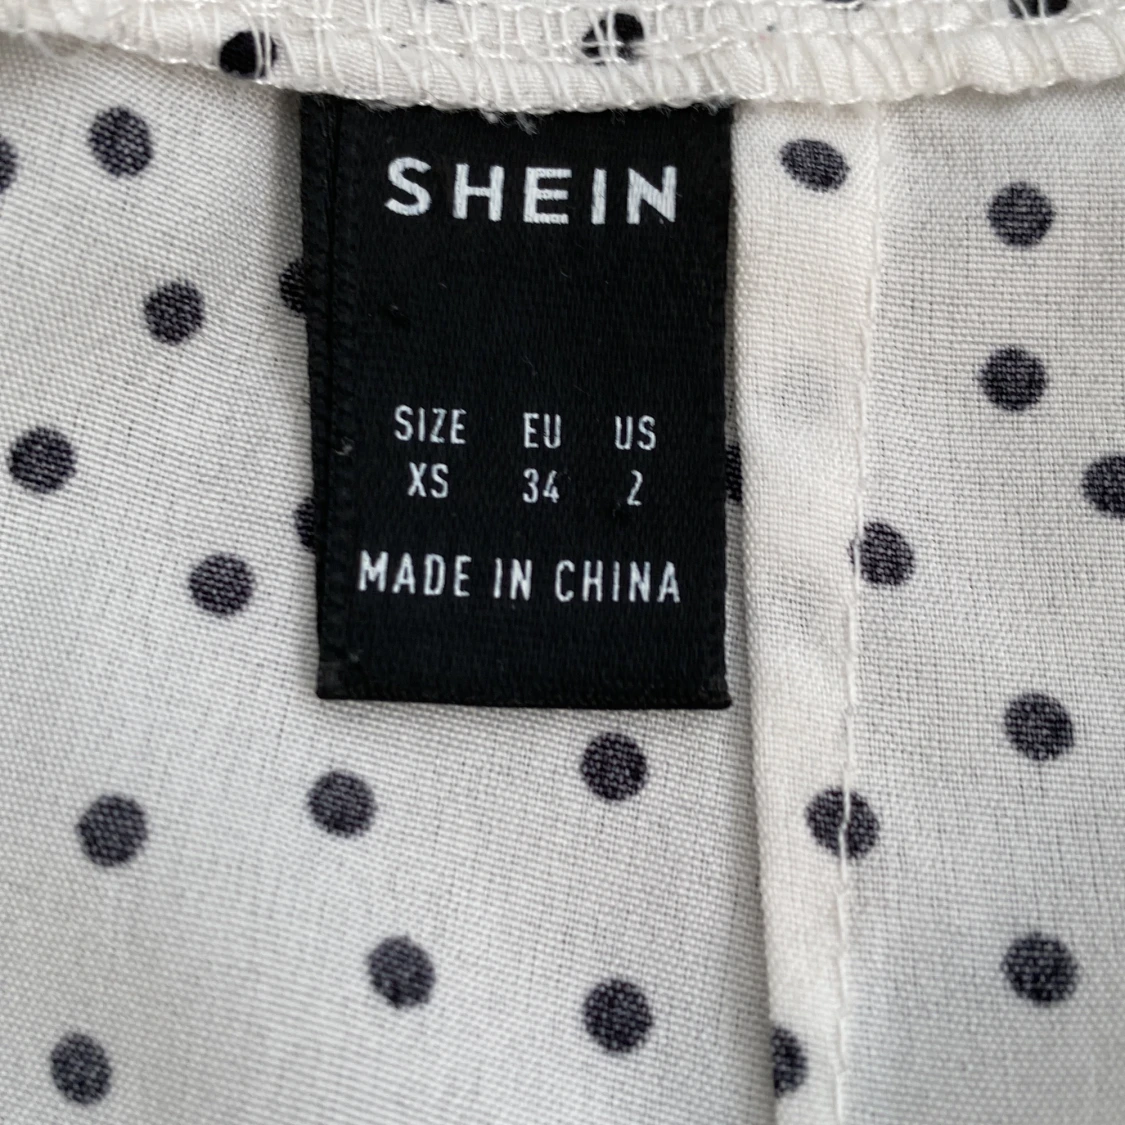 SHEIN
SIZE EU US
XS 34 2
MADE IN CHINA